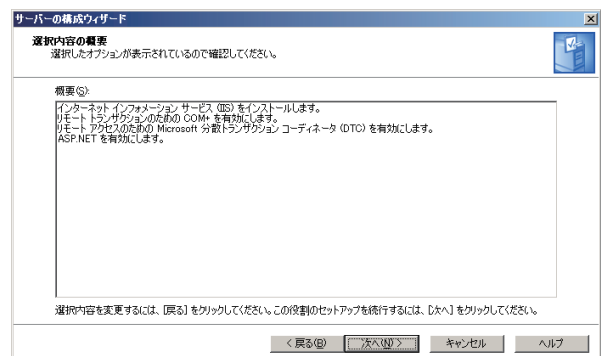 サーバーの構成ウィザード
選択内容の概要
選択したオプションが表示されているので確認してください。
概要(S):
インターネット インフォメーション サービス (IIS) をインストールします。
リモート トランザクションのための COM+ を有効にします。
リモート アクセスのための Microsoft 分散トランザクション コーディネータ (DTC) を有効にします。
ASP.NET を有効にします。
選択内容を変更するには、[戻る] をクリックしてください。この役割のセットアップを続行するには、[次へ] をクリックしてください。
< 戻る(B) 次へ(N) > キャンセル ヘルプ